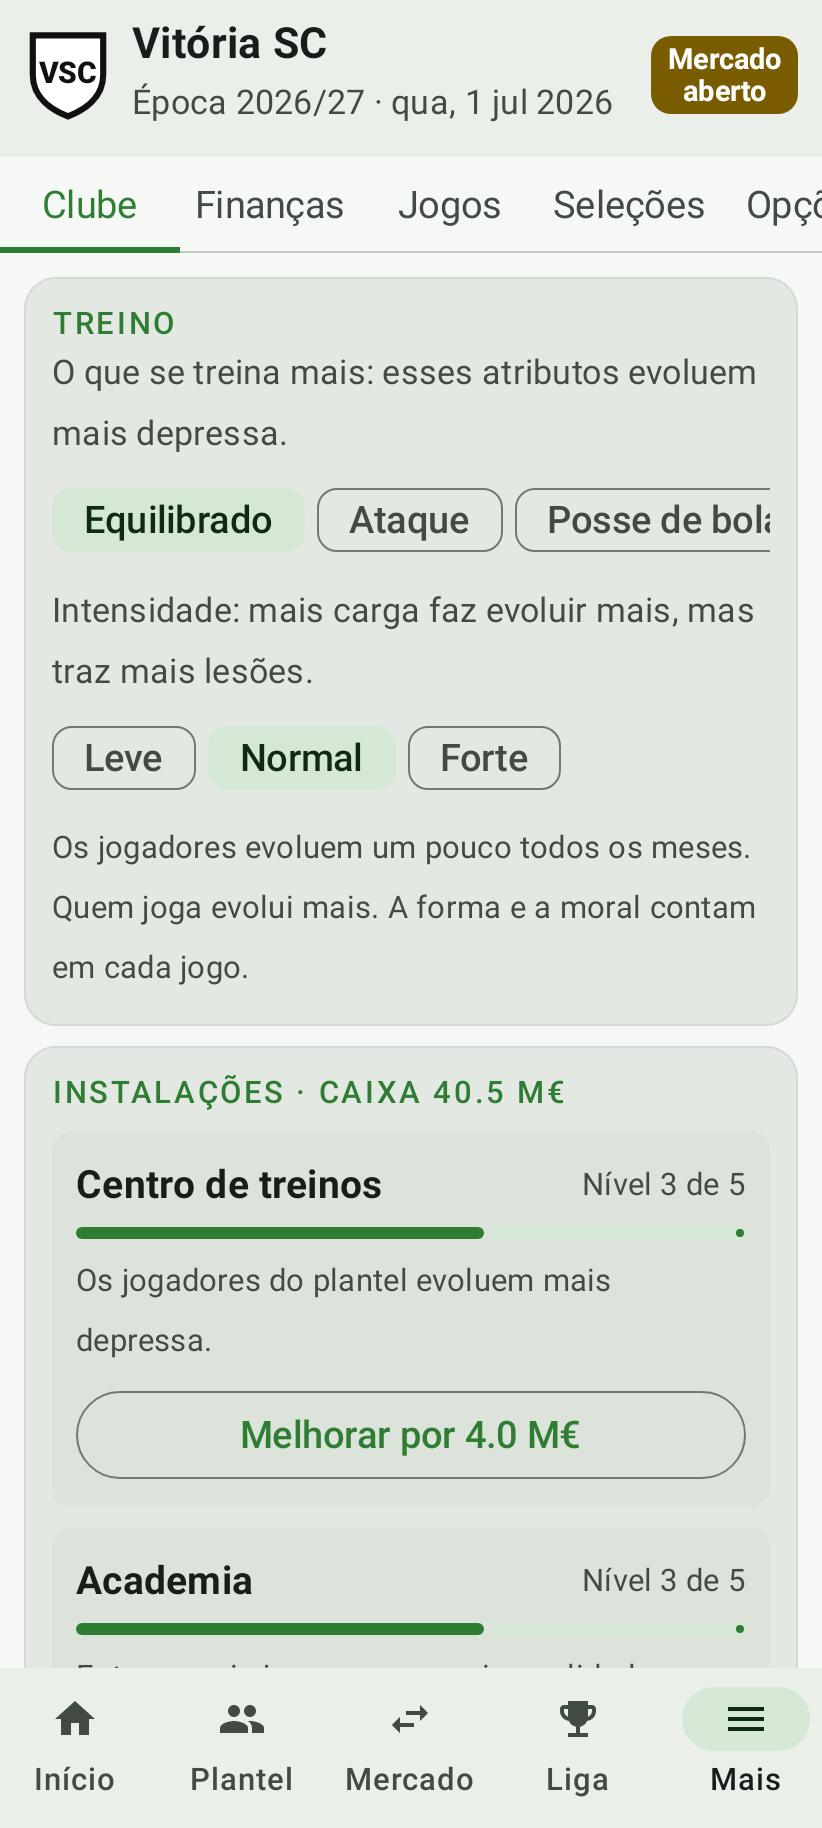 VSC
Vitória SC
Época 2026/27 · qua, 1 jul 2026
Mercado
aberto
Clube
Finanças
Jogos
Seleções
TREINO
O que se treina mais: esses atributos evoluem
mais depressa.
Equilibrado
Ataque
Posse de bola
Intensidade: mais carga faz evoluir mais, mas
traz mais lesões.
Leve
Normal
Forte
Os jogadores evoluem um pouco todos os meses.
Quem joga evolui mais. A forma e a moral contam
em cada jogo.
INSTALAÇÕES · CAIXA 40.5 M€
Centro de treinos
Nível 3 de 5
Os jogadores do plantel evoluem mais
depressa.
Melhorar por 4.0 M€
Academia
Nível 3 de 5
Início
Plantel
Mercado
Liga
Mais